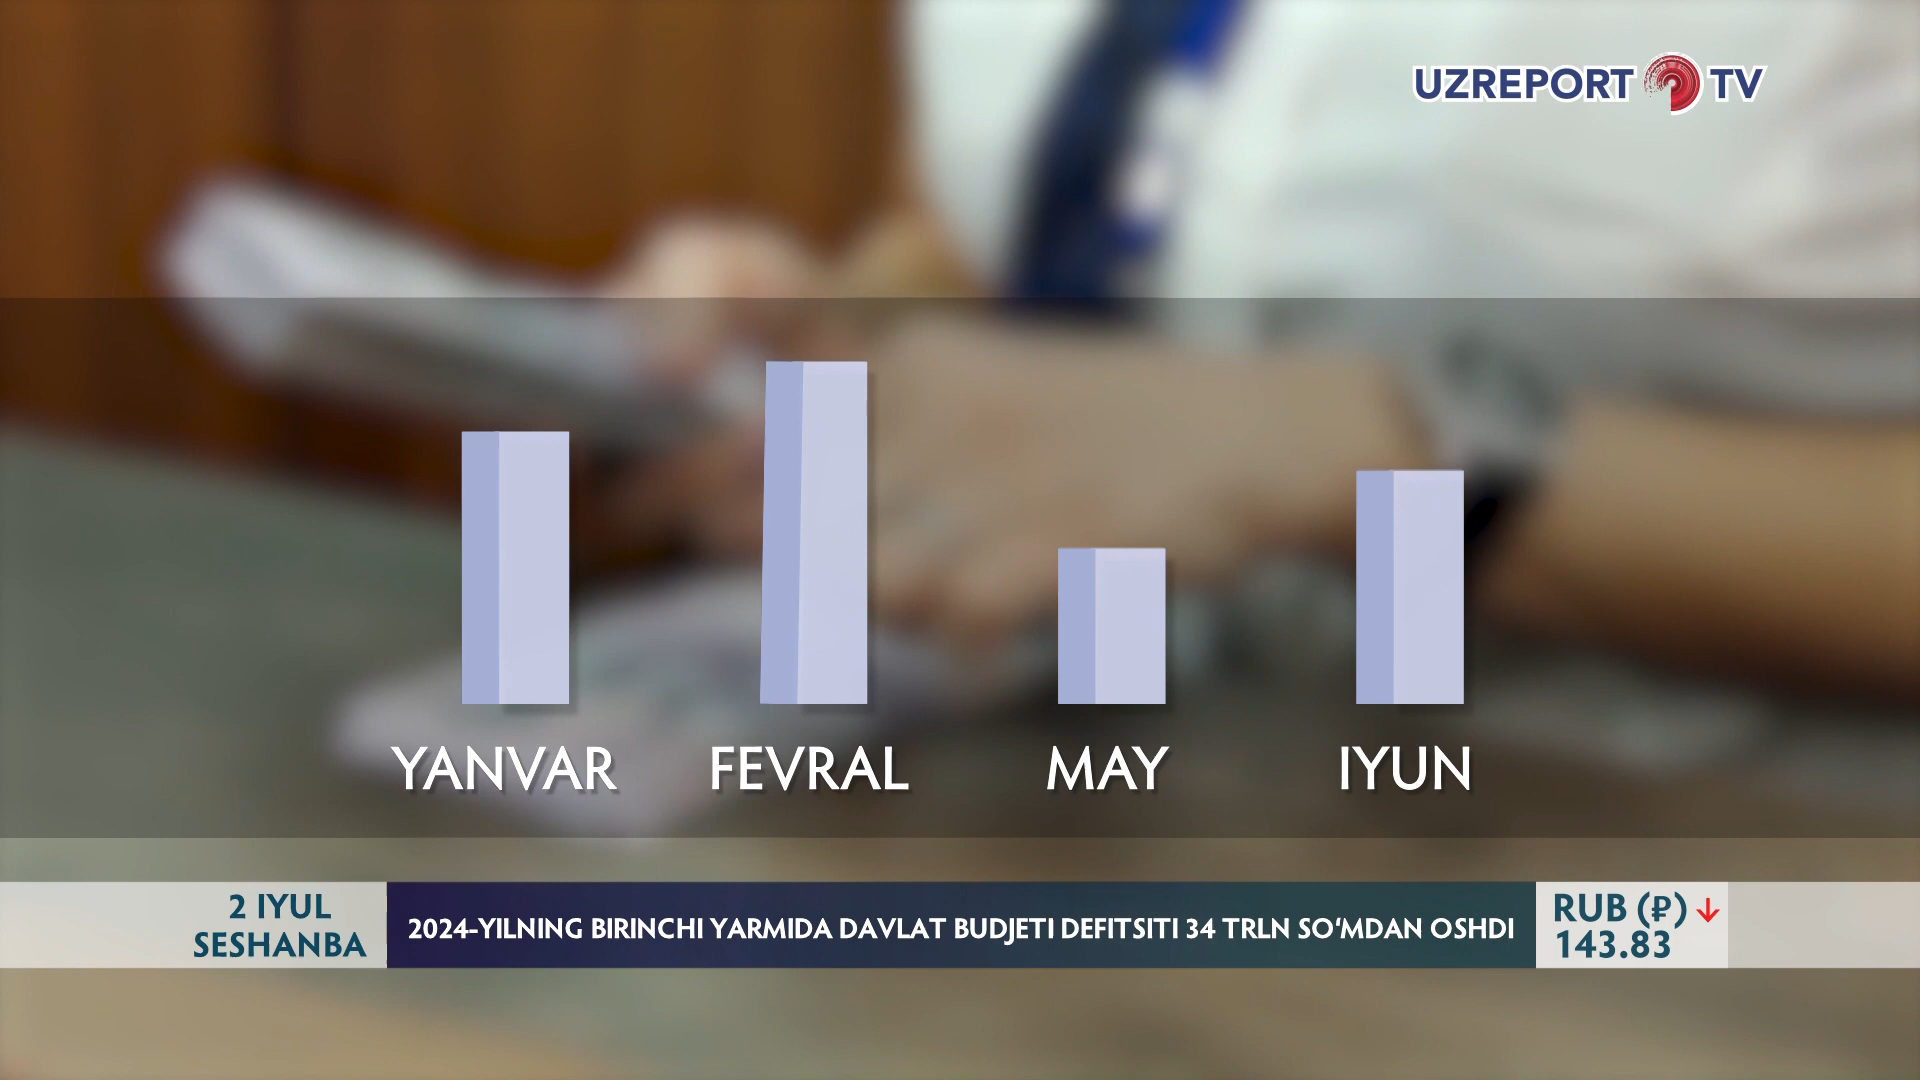 UZREPORT TV
YANVAR
FEVRAL
MAY
IYUN
2 IYUL
SESHANBA
2024-YILNING BIRINCHI YARMIDA DAVLAT BUDJETI DEFITSITI 34 TRLN SO‘MDAN OSHDI
RUB (₽) ↓
143.83